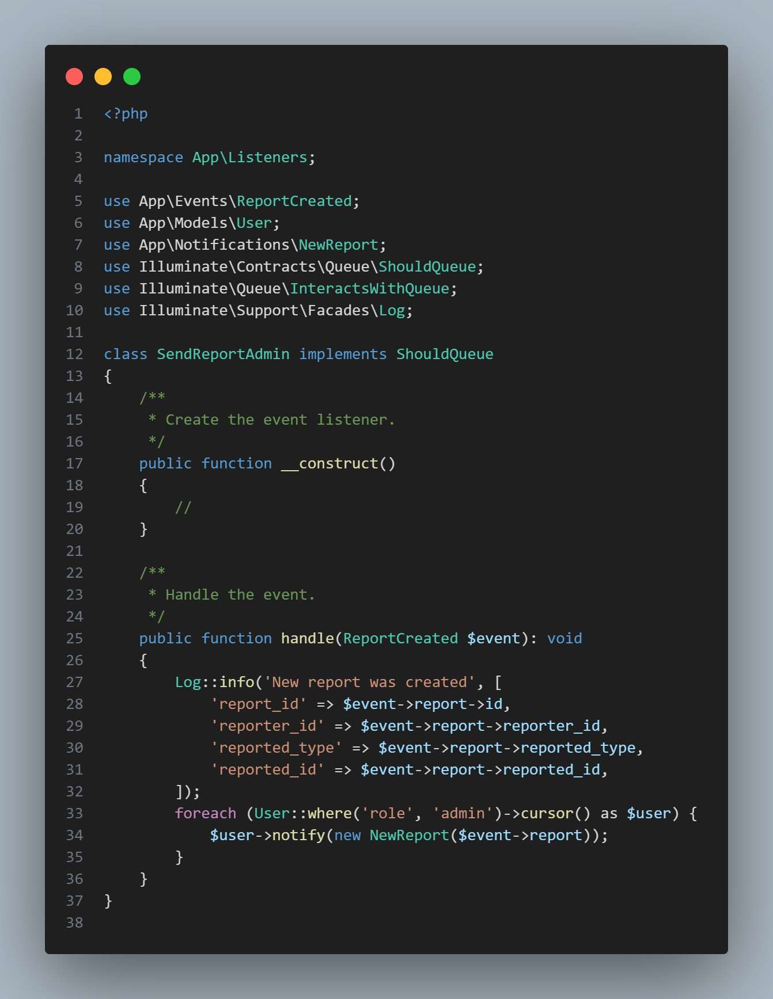 1 <?php
2
3 namespace App\Listeners;
4
5 use App\Events\ReportCreated;
6 use App\Models\User;
7 use App\Notifications\NewReport;
8 use Illuminate\Contracts\Queue\ShouldQueue;
9 use Illuminate\Queue\InteractsWithQueue;
10 use Illuminate\Support\Facades\Log;
11
12 class SendReportAdmin implements ShouldQueue
13 {
14     /**
15      * Create the event listener.
16      */
17     public function __construct()
18     {
19         //
20     }
21
22     /**
23      * Handle the event.
24      */
25     public function handle(ReportCreated $event): void
26     {
27         Log::info('New report was created', [
28             'report_id' => $event->report->id,
29             'reporter_id' => $event->report->reporter_id,
30             'reported_type' => $event->report->reported_type,
31             'reported_id' => $event->report->reported_id,
32         ]);
33         foreach (User::where('role', 'admin')->cursor() as $user) {
34             $user->notify(new NewReport($event->report));
35         }
36     }
37 }
38